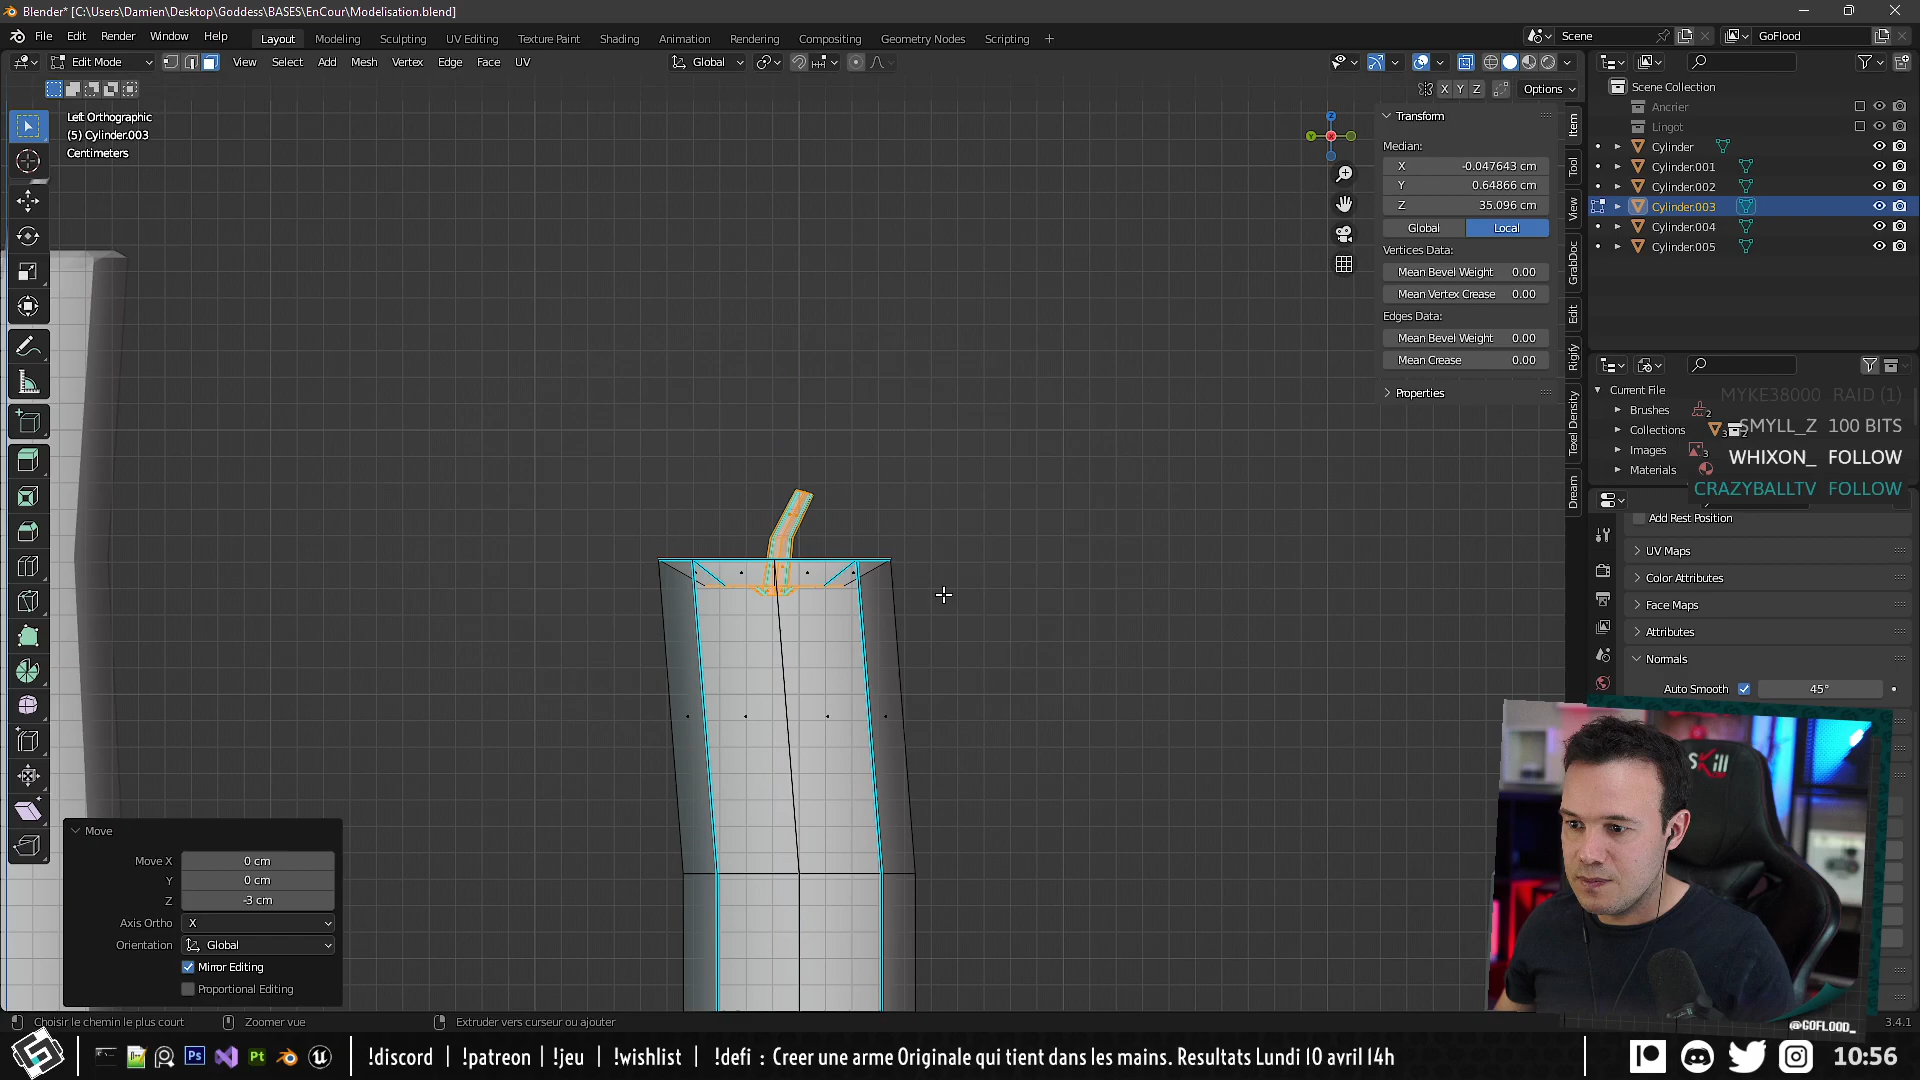 Blender* [C:\Users\Damien\Desktop\Goddess\BASES\EnCour\Modelisation.blend]
File Edit Render Window Help
Layout Modeling Sculpting UV Editing Texture Paint Shading Animation Rendering Compositing Geometry Nodes Scripting +
Scene
GoFlood
Edit Mode
View Select Add Mesh Vertex Edge Face UV
Global
X Y Z
Options
Left Orthographic
(5) Cylinder.003
Centimeters
Transform
Median:
X -0.047643 cm
Y 0.64866 cm
Z 35.096 cm
Global Local
Vertices Data:
Mean Bevel Weight 0.00
Mean Vertex Crease 0.00
Edges Data:
Mean Bevel Weight 0.00
Mean Crease 0.00
Properties
Item
Tool
View
GrabDoc
Edit
Rigify
Texel Density
Dream
Scene Collection
Ancrier
Lingot
Cylinder
Cylinder.001
Cylinder.002
Cylinder.003
Cylinder.004
Cylinder.005
Current File
Brushes
Collections
Images
Materials
MYKE38000 RAID (1)
SMYLL_Z 100 BITS
WHIXON_ FOLLOW
CRAZYBALLTV FOLLOW
Add Rest Position
UV Maps
Color Attributes
Face Maps
Attributes
Normals
Auto Smooth 45°
Move
Move X 0 cm
Y 0 cm
Z -3 cm
Axis Ortho X
Orientation Global
Mirror Editing
Proportional Editing
Choisir le chemin le plus court
Zoomer vue
Extruder vers curseur ou ajouter
3.4.1
@GOFLOOD_
!discord | !patreon | !jeu | !wishlist | !defi : Creer une arme Originale qui tient dans les mains. Resultats Lundi 10 avril 14h
10:56